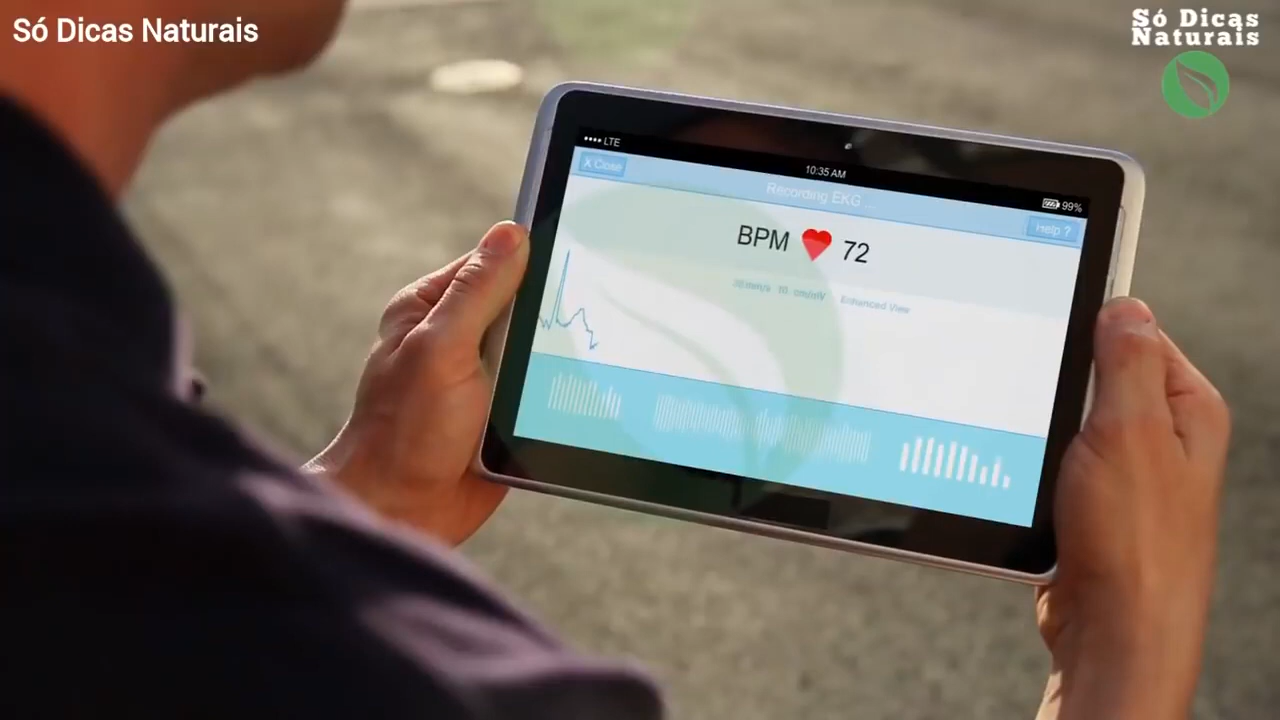 Só Dicas Naturais
Só Dicas
Naturais
LTE
10:35 AM
99%
X Close
Recording EKG ...
Help ?
BPM 72
Enhanced View